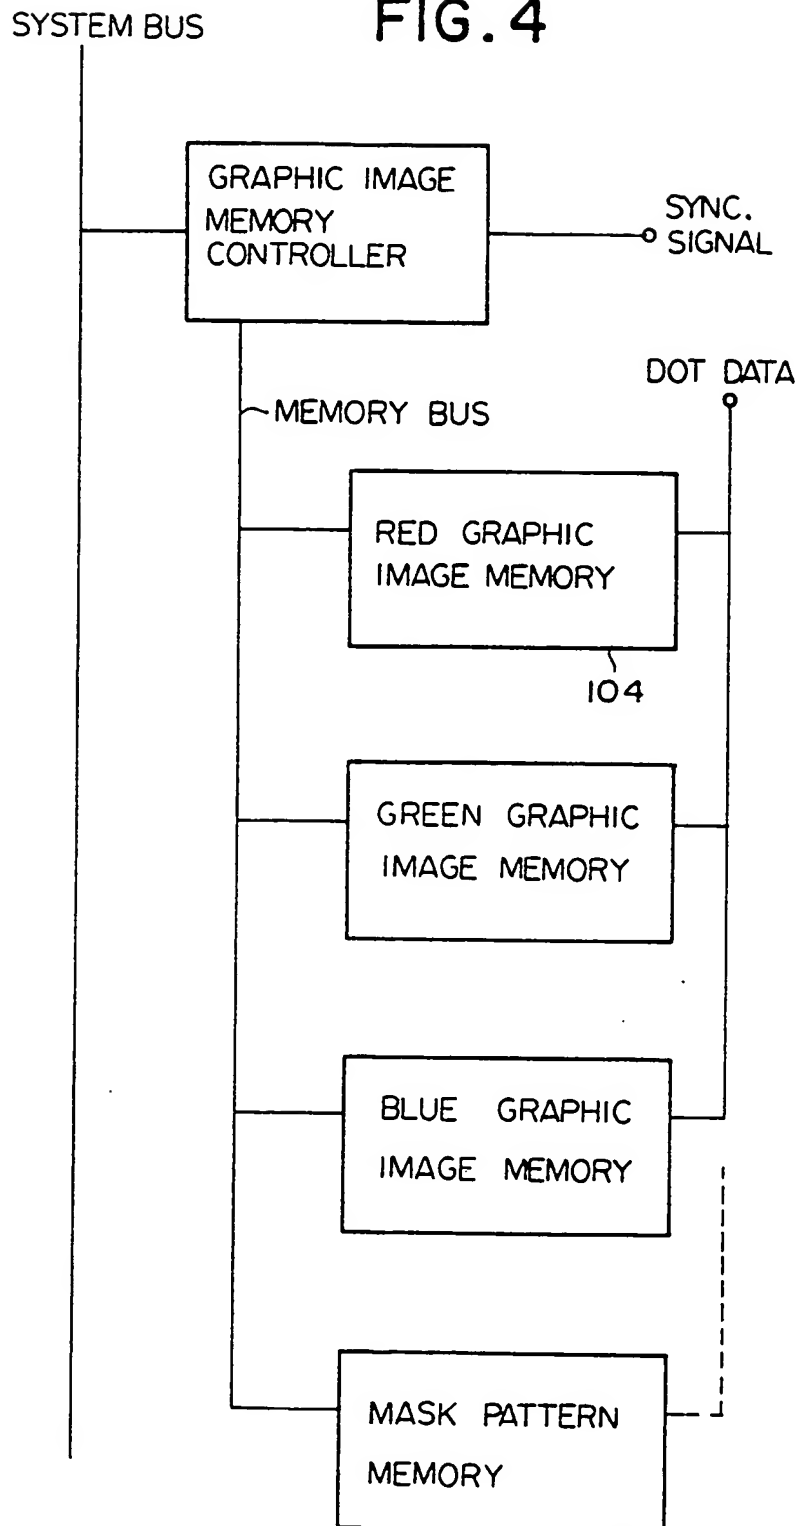 SYSTEM BUS
FIG. 4
GRAPHIC IMAGE
MEMORY
CONTROLLER
SYNC.
SIGNAL
DOT DATA
MEMORY BUS
RED GRAPHIC
IMAGE MEMORY
104
GREEN GRAPHIC
IMAGE MEMORY
BLUE GRAPHIC
IMAGE MEMORY
MASK PATTERN
MEMORY